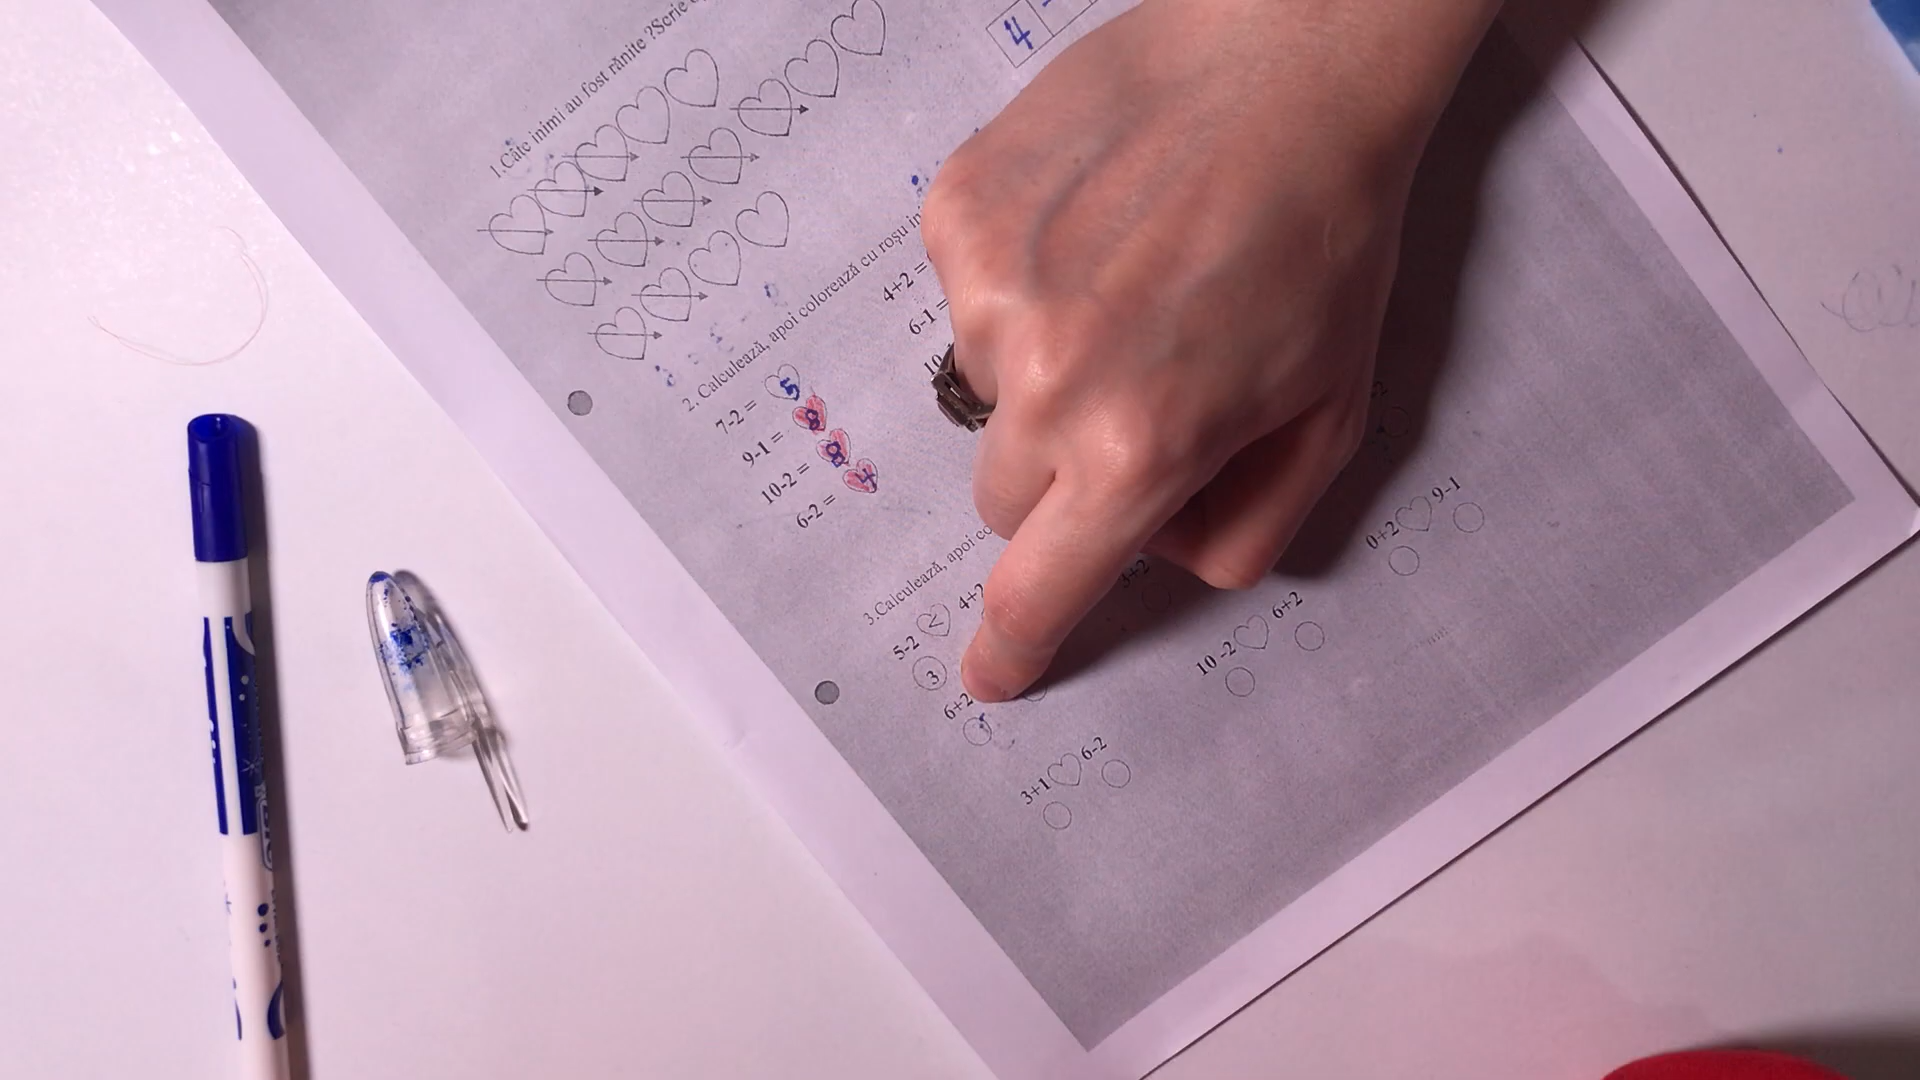 1.Câte inimi au fost rănite ?Scrie
4 -
2. Calculează, apoi colorează cu roșu
7-2 = 5
9-1 = 8
10-2 = 8
6-2 = 4
4+2 =
6-1 =
10
3.Calculează, apoi
5-2 < 4+2
3
6+2
3+2
0+2 9-1
10 -2 6+2
3+1 6-2